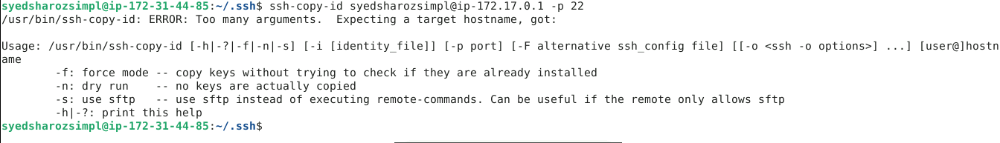 syedsharozsimpl@ip-172-31-44-85:~/.ssh$ ssh-copy-id syedsharozsimpl@ip-172.17.0.1 -p 22
/usr/bin/ssh-copy-id: ERROR: Too many arguments.  Expecting a target hostname, got:

Usage: /usr/bin/ssh-copy-id [-h|-?|-f|-n|-s] [-i [identity_file]] [-p port] [-F alternative ssh_config file] [[-o <ssh -o options>] ...] [user@]hostn
ame
        -f: force mode -- copy keys without trying to check if they are already installed
        -n: dry run    -- no keys are actually copied
        -s: use sftp   -- use sftp instead of executing remote-commands. Can be useful if the remote only allows sftp
        -h|-?: print this help
syedsharozsimpl@ip-172-31-44-85:~/.ssh$